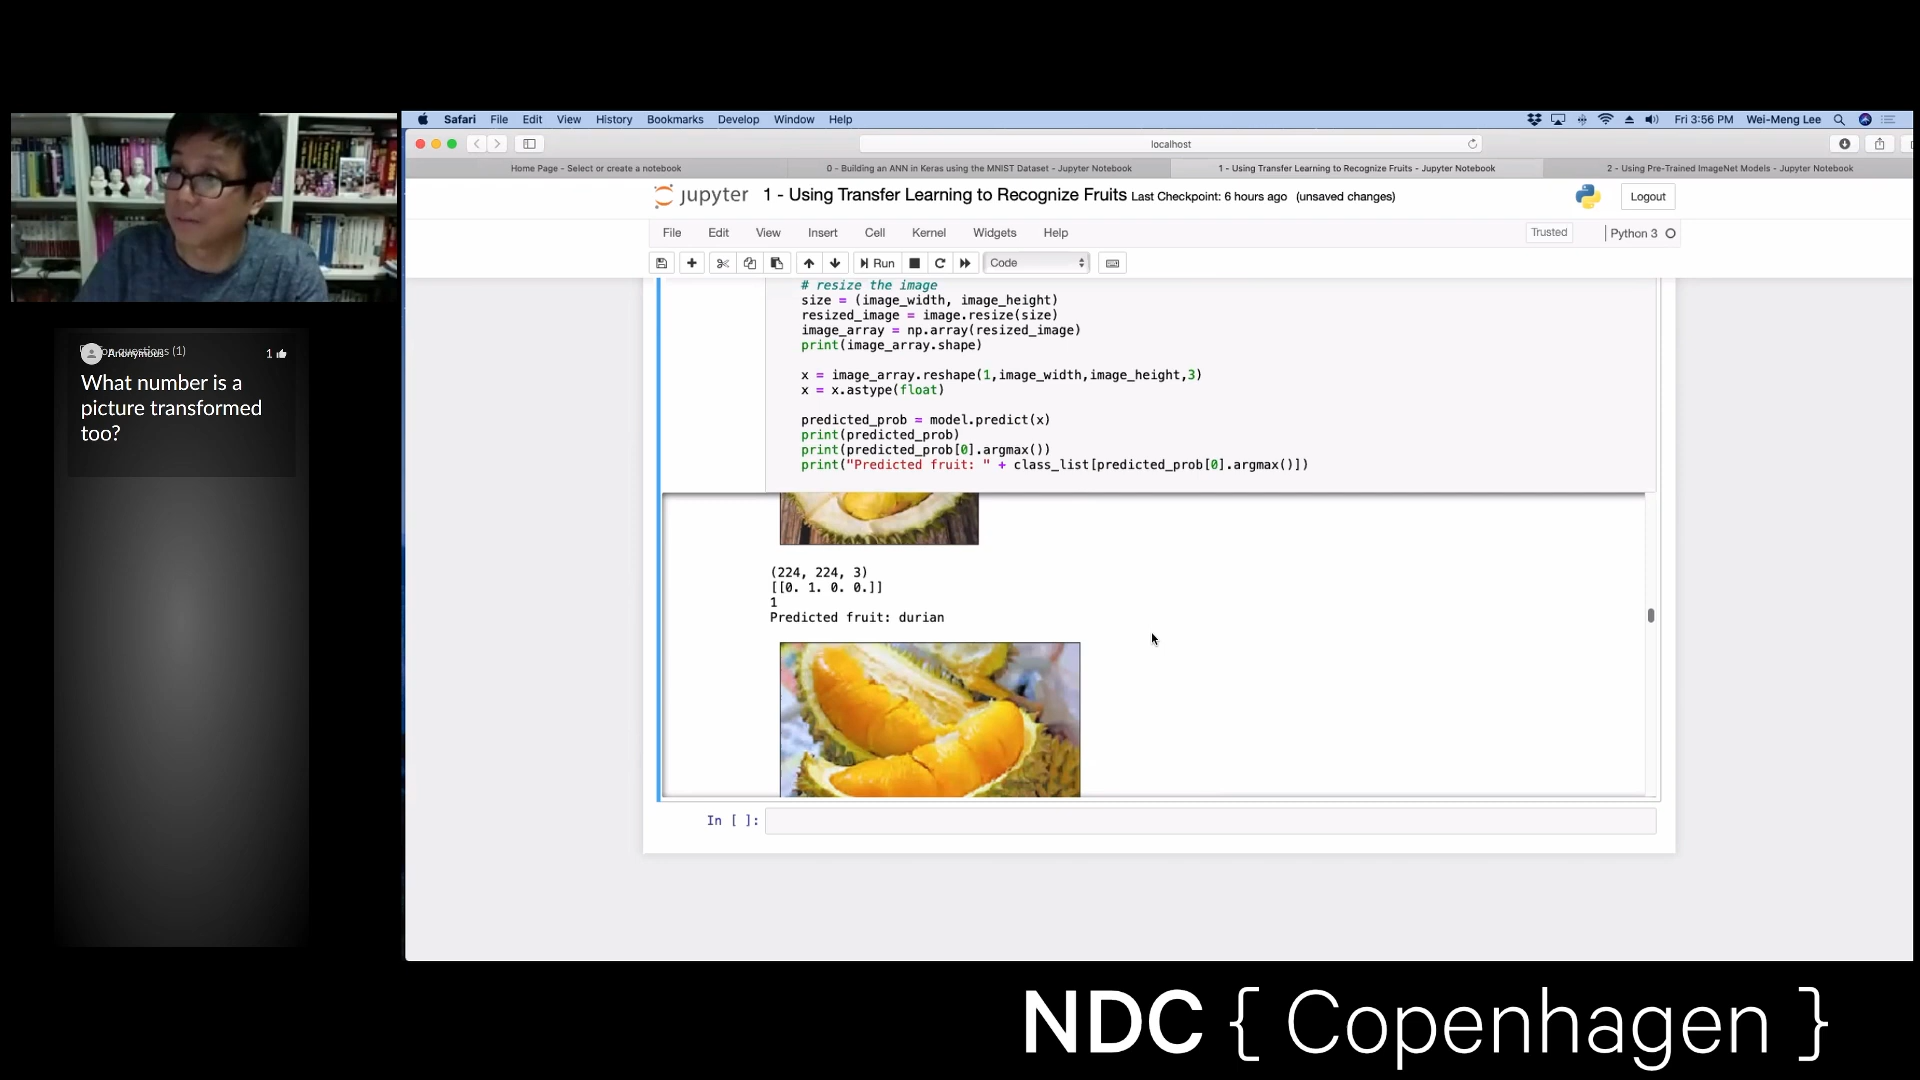 Safari File Edit View History Bookmarks Develop Window Help Fri 3:56 PM Wei-Meng Lee
localhost
Home Page - Select or create a notebook
0 - Building an ANN in Keras using the MNIST Dataset - Jupyter Notebook
1 - Using Transfer Learning to Recognize Fruits - Jupyter Notebook
2 - Using Pre-Trained ImageNet Models - Jupyter Notebook
jupyter 1 - Using Transfer Learning to Recognize Fruits Last Checkpoint: 6 hours ago (unsaved changes) Logout
File Edit View Insert Cell Kernel Widgets Help Trusted Python 3
Run Code
# resize the image
size = (image_width, image_height)
resized_image = image.resize(size)
image_array = np.array(resized_image)
print(image_array.shape)
x = image_array.reshape(1,image_width,image_height,3)
x = x.astype(float)
predicted_prob = model.predict(x)
print(predicted_prob)
print(predicted_prob[0].argmax())
print("Predicted fruit: " + class_list[predicted_prob[0].argmax()])
(224, 224, 3)
[[0. 1. 0. 0.]]
1
Predicted fruit: durian
In [ ]:
questions (1)
Anonymous
1
What number is a
picture transformed
too?
NDC { Copenhagen }